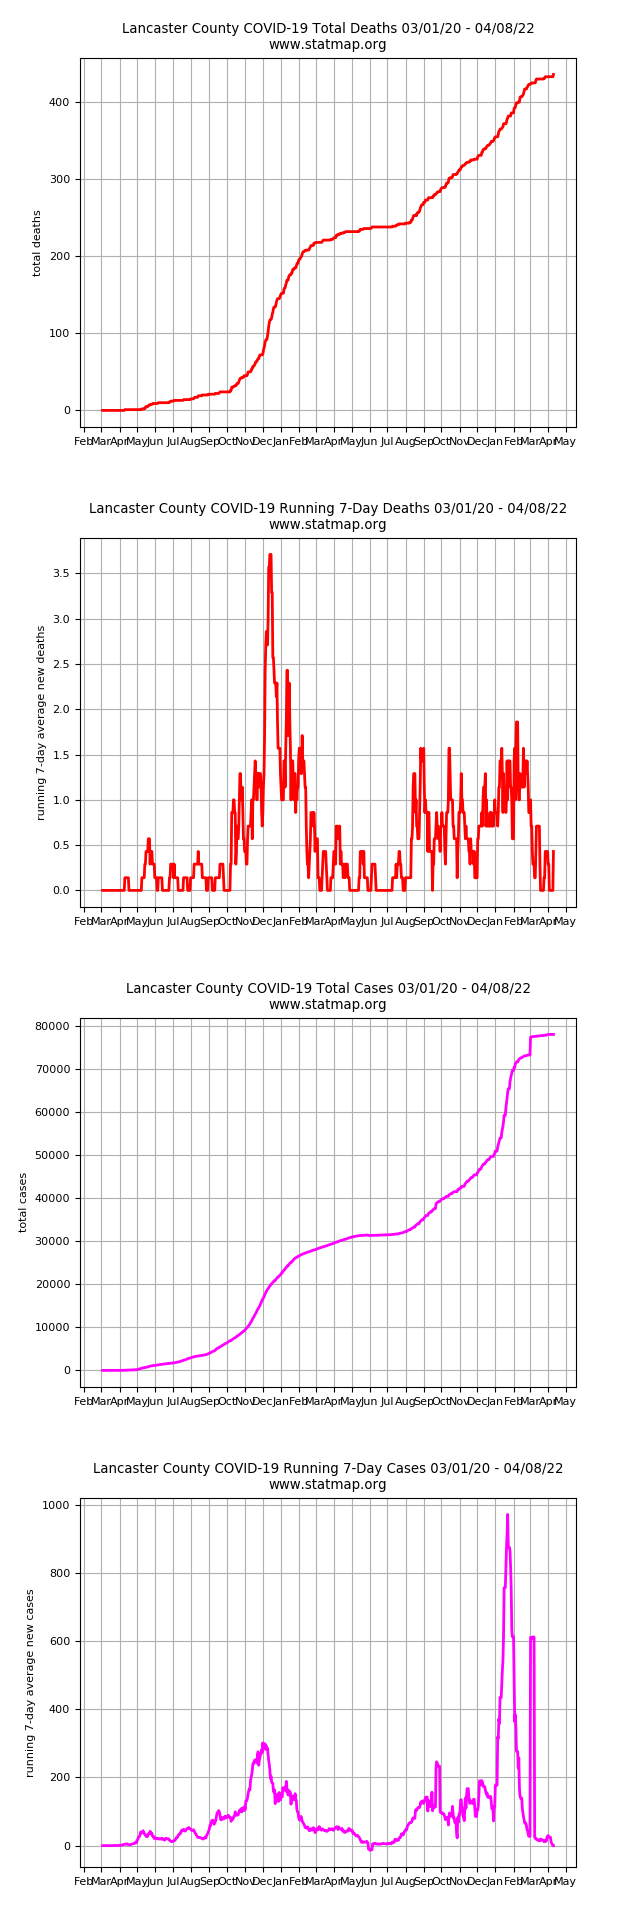 Lancaster County COVID-19 Total Deaths 03/01/20 - 04/08/22
www.statmap.org
400
300
200
100
0
total deaths
Feb Mar Apr May Jun Jul Aug Sep Oct Nov Dec Jan Feb Mar Apr May Jun Jul Aug Sep Oct Nov Dec Jan Feb Mar Apr May
Lancaster County COVID-19 Running 7-Day Deaths 03/01/20 - 04/08/22
www.statmap.org
3.5
3.0
2.5
2.0
1.5
1.0
0.5
0.0
running 7-day average new deaths
Feb Mar Apr May Jun Jul Aug Sep Oct Nov Dec Jan Feb Mar Apr May Jun Jul Aug Sep Oct Nov Dec Jan Feb Mar Apr May
Lancaster County COVID-19 Total Cases 03/01/20 - 04/08/22
www.statmap.org
80000
70000
60000
50000
40000
30000
20000
10000
0
total cases
Feb Mar Apr May Jun Jul Aug Sep Oct Nov Dec Jan Feb Mar Apr May Jun Jul Aug Sep Oct Nov Dec Jan Feb Mar Apr May
Lancaster County COVID-19 Running 7-Day Cases 03/01/20 - 04/08/22
www.statmap.org
1000
800
600
400
200
0
running 7-day average new cases
Feb Mar Apr May Jun Jul Aug Sep Oct Nov Dec Jan Feb Mar Apr May Jun Jul Aug Sep Oct Nov Dec Jan Feb Mar Apr May